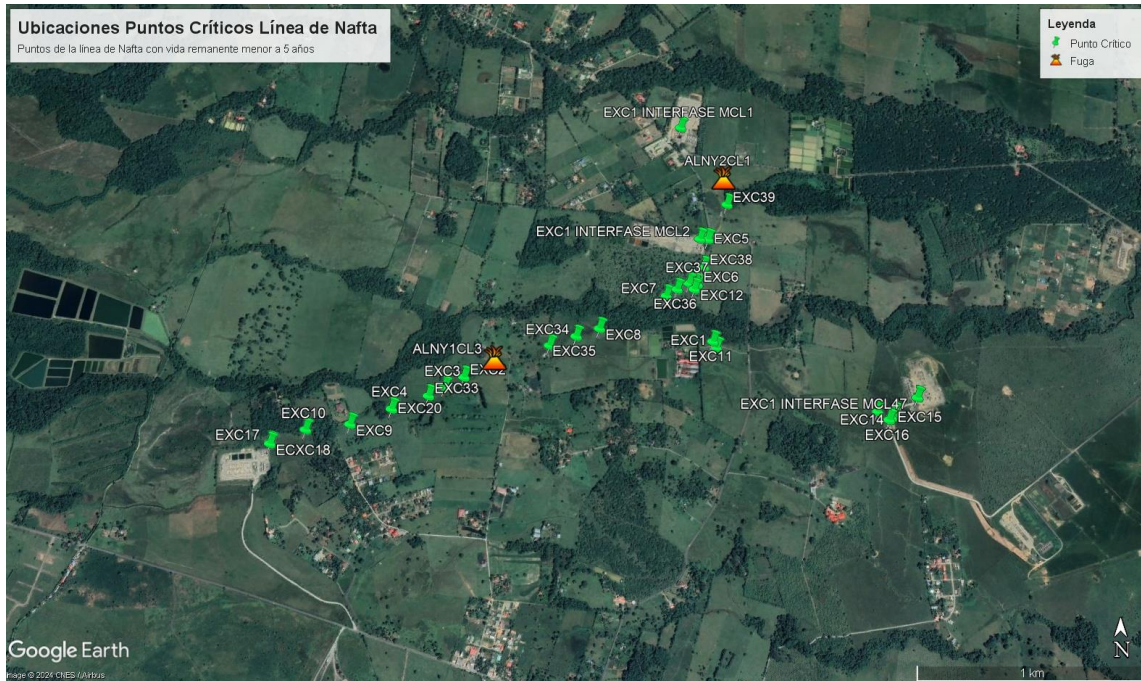 Ubicaciones Puntos Críticos Línea de Nafta
Puntos de la línea de Nafta con vida remanente menor a 5 años
Leyenda
Punto Crítico
Fuga
EXC1 INTERFASE MCL1
ALNY2CL1
EXC39
EXC1 INTERFASE MCL2
EXC5
EXC38
EXC37
EXC6
EXC7
EXC12
EXC36
EXC34
EXC8
EXC35
EXC1
EXC11
ALNY1CL3
EXC3
EXC2
EXC33
EXC4
EXC20
EXC10
EXC9
EXC17
ECXC18
EXC1 INTERFASE MCL47
EXC14
EXC15
EXC16
Google Earth
Image © 2024 CNES / Airbus
N
1 km